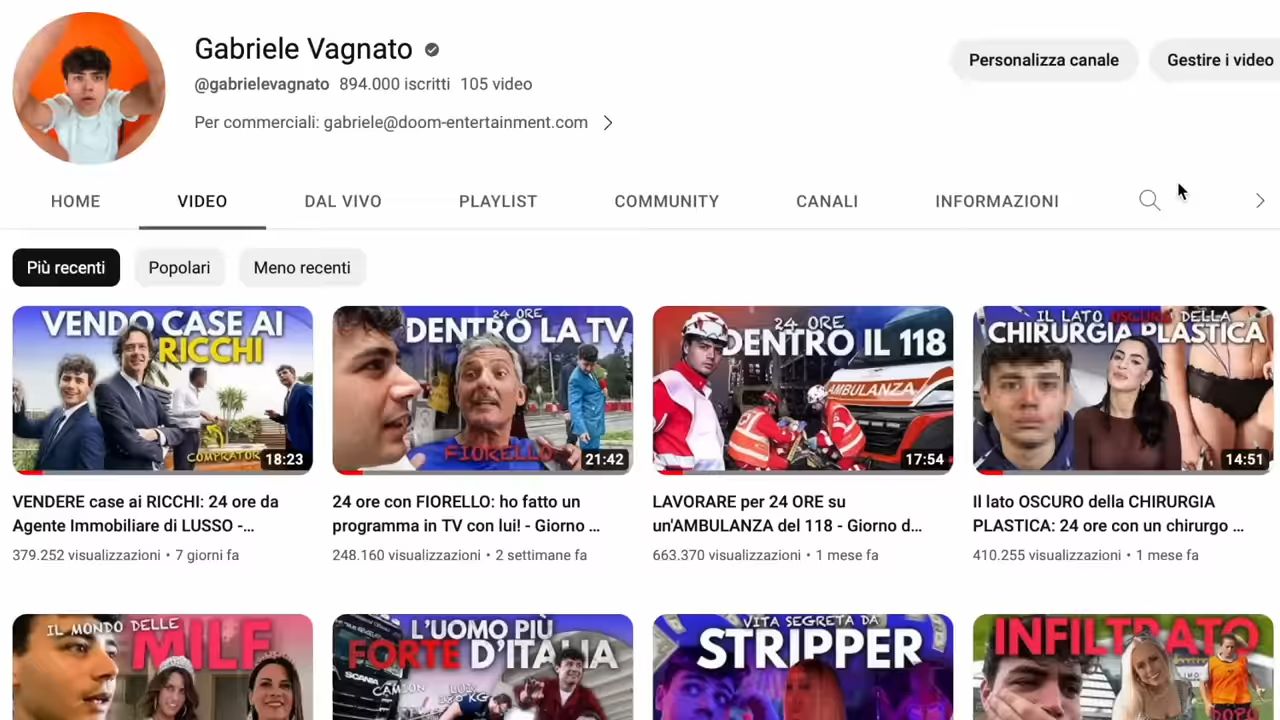 Gabriele Vagnato
@gabrielevagnato 894.000 iscritti 105 video
Per commerciali: gabriele@doom-entertainment.com
Personalizza canale
Gestire i video
HOME
VIDEO
DAL VIVO
PLAYLIST
COMMUNITY
CANALI
INFORMAZIONI
Più recenti
Popolari
Meno recenti
VENDO CASE AI
RICCHI
COMPRATOR
18:23
24 ORE
DENTRO LA TV
FIORELLO
21:42
24 ORE
DENTRO IL 118
AMBULANZA
17:54
IL LATO OSCURO DELLA
CHIRURGIA PLASTICA
14:51
VENDERE case ai RICCHI: 24 ore da
Agente Immobiliare di LUSSO -...
379.252 visualizzazioni • 7 giorni fa
24 ore con FIORELLO: ho fatto un
programma in TV con lui! - Giorno ...
248.160 visualizzazioni • 2 settimane fa
LAVORARE per 24 ORE su
un'AMBULANZA del 118 - Giorno d...
663.370 visualizzazioni • 1 mese fa
Il lato OSCURO della CHIRURGIA
PLASTICA: 24 ore con un chirurgo ...
410.255 visualizzazioni • 1 mese fa
IL MONDO DELLE
MILF
L'UOMO PIÙ
FORTE D'ITALIA
SCANIA
CAMION
KG
VITA SEGRETA DA
STRIPPER
INFILTRATO